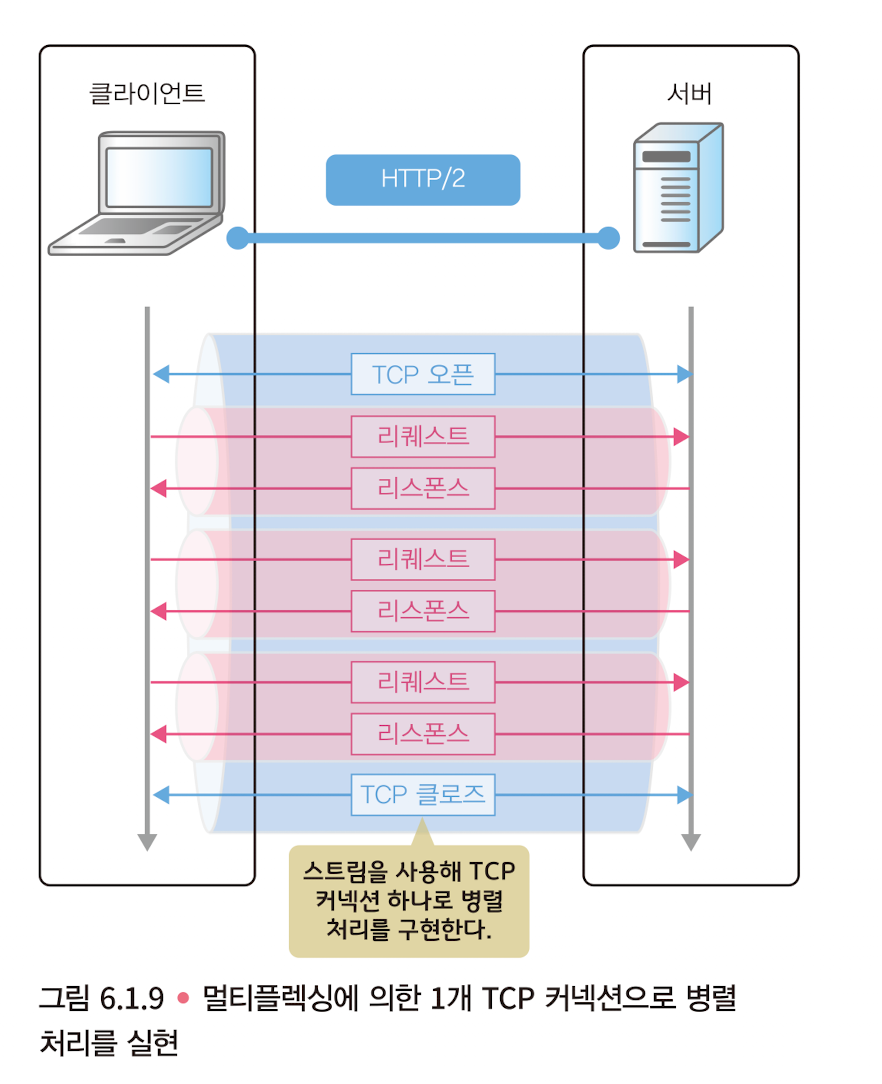 클라이언트
서버
HTTP/2
TCP 오픈
리퀘스트
리스폰스
리퀘스트
리스폰스
리퀘스트
리스폰스
TCP 클로즈
스트림을 사용해 TCP
커넥션 하나로 병렬
처리를 구현한다.
그림 6.1.9 • 멀티플렉싱에 의한 1개 TCP 커넥션으로 병렬
처리를 실현